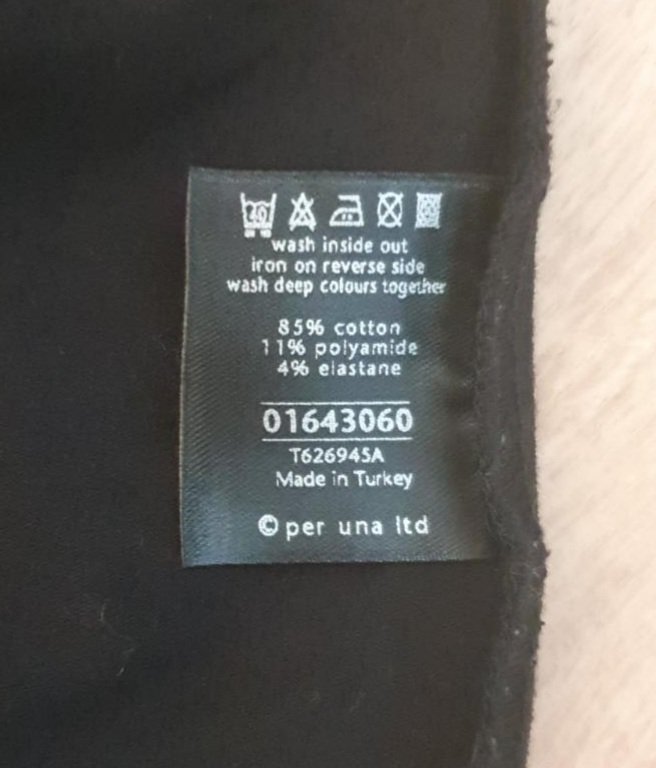 40
wash inside out
iron on reverse side
wash deep colours together
85% cotton
11% polyamide
4% elastane
01643060
T626945A
Made in Turkey
© per una ltd